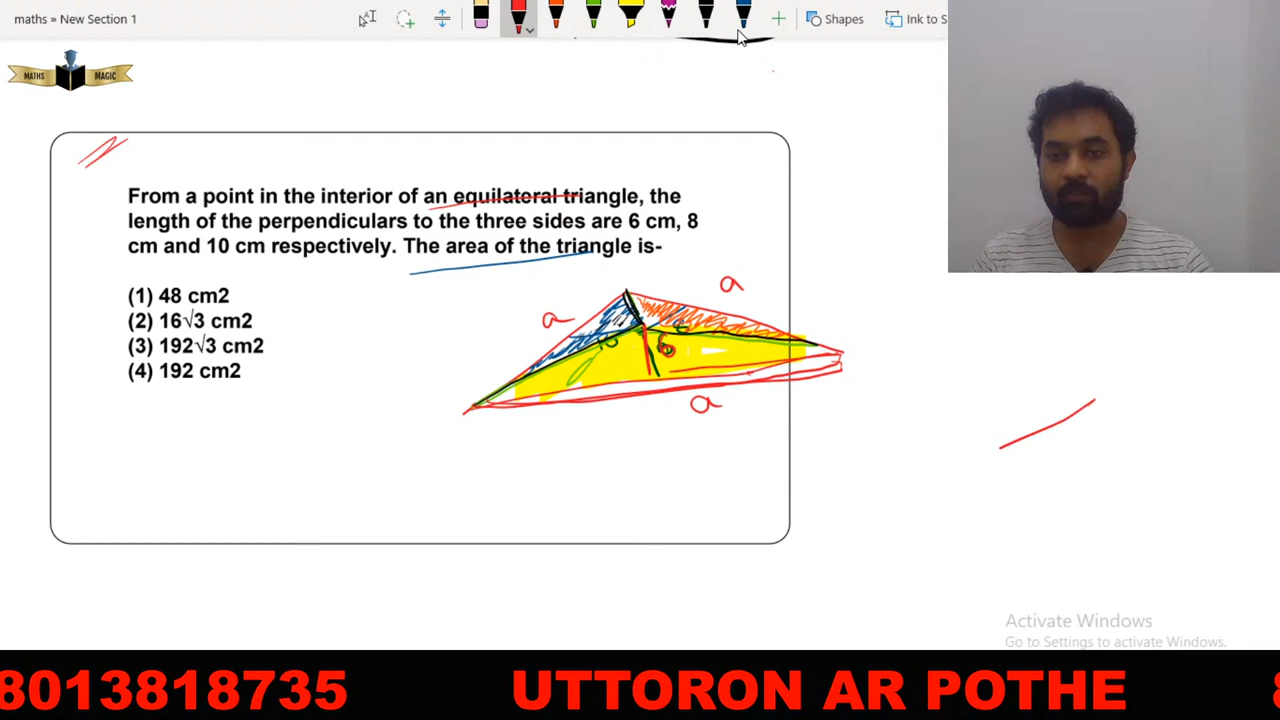 maths » New Section 1
Shapes
Ink to S
MATHS MAGIC
From a point in the interior of an equilateral triangle, the
length of the perpendiculars to the three sides are 6 cm, 8
cm and 10 cm respectively. The area of the triangle is-
(1) 48 cm2
(2) 16√3 cm2
(3) 192√3 cm2
(4) 192 cm2
a
a
6
a
Activate Windows
Go to Settings to activate Windows.
8013818735 UTTORON AR POTHE